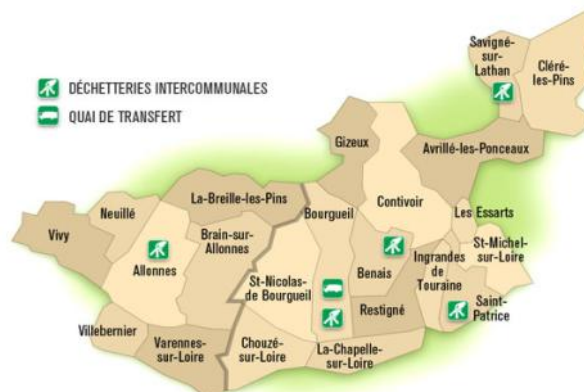 Savigné-
sur-
Lathan
Cléré-
les-Pins
DÉCHETTERIES INTERCOMMUNALES
QUAI DE TRANSFERT
Gizeux
Avrillé-les-Ponceaux
La-Breille-les-Pins
Bourgueil
Contivoir
Les Essarts
Neuillé
Vivy
Brain-sur
-Allonnes
St-Michel-
sur-Loire
Allonnes
Benais
Ingrandes
de
Touraine
St-Nicolas-
de Bourgueil
Restigné
Saint-
Patrice
Villebernier
Varennes-
sur-Loire
Chouzé-
sur-Loire
La-Chapelle-
sur-Loire